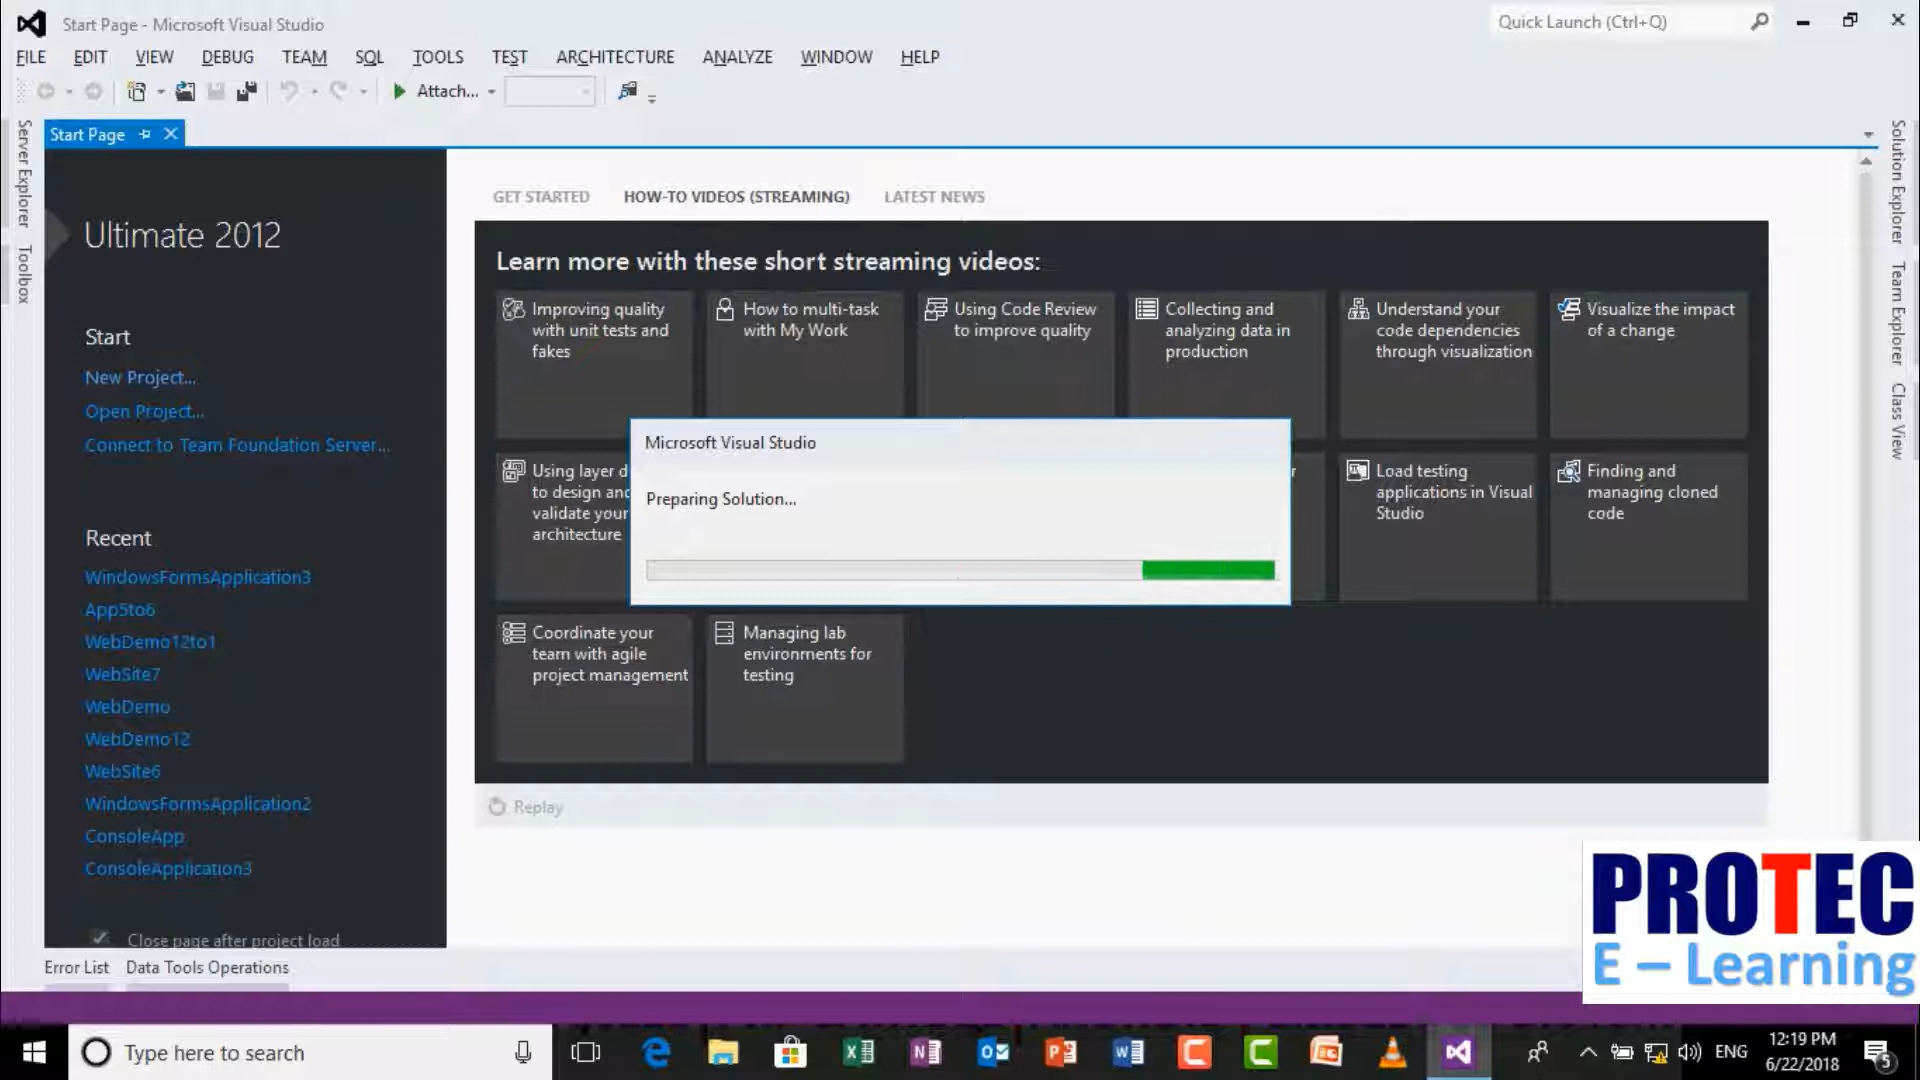 Start Page - Microsoft Visual Studio
Quick Launch (Ctrl+Q)
FILE EDIT VIEW DEBUG TEAM SQL TOOLS TEST ARCHITECTURE ANALYZE WINDOW HELP
Attach...
Start Page
Server Explorer
Toolbox
Solution Explorer
Team Explorer
Class View
Ultimate 2012
Start
New Project...
Open Project...
Connect to Team Foundation Server...
Recent
WindowsFormsApplication3
App5to6
WebDemo12to1
WebSite7
WebDemo
WebDemo12
WebSite6
WindowsFormsApplication2
ConsoleApp
ConsoleApplication3
Close page after project load
GET STARTED HOW-TO VIDEOS (STREAMING) LATEST NEWS
Learn more with these short streaming videos:
Improving quality
with unit tests and
fakes
How to multi-task
with My Work
Using Code Review
to improve quality
Collecting and
analyzing data in
production
Understand your
code dependencies
through visualization
Visualize the impact
of a change
Using layer d
to design and
validate your
architecture
Microsoft Visual Studio
Preparing Solution...
r
Load testing
applications in Visual
Studio
Finding and
managing cloned
code
Coordinate your
team with agile
project management
Managing lab
environments for
testing
Replay
Error List Data Tools Operations
PROTEC
E – Learning
Type here to search
ENG
12:19 PM
6/22/2018
5